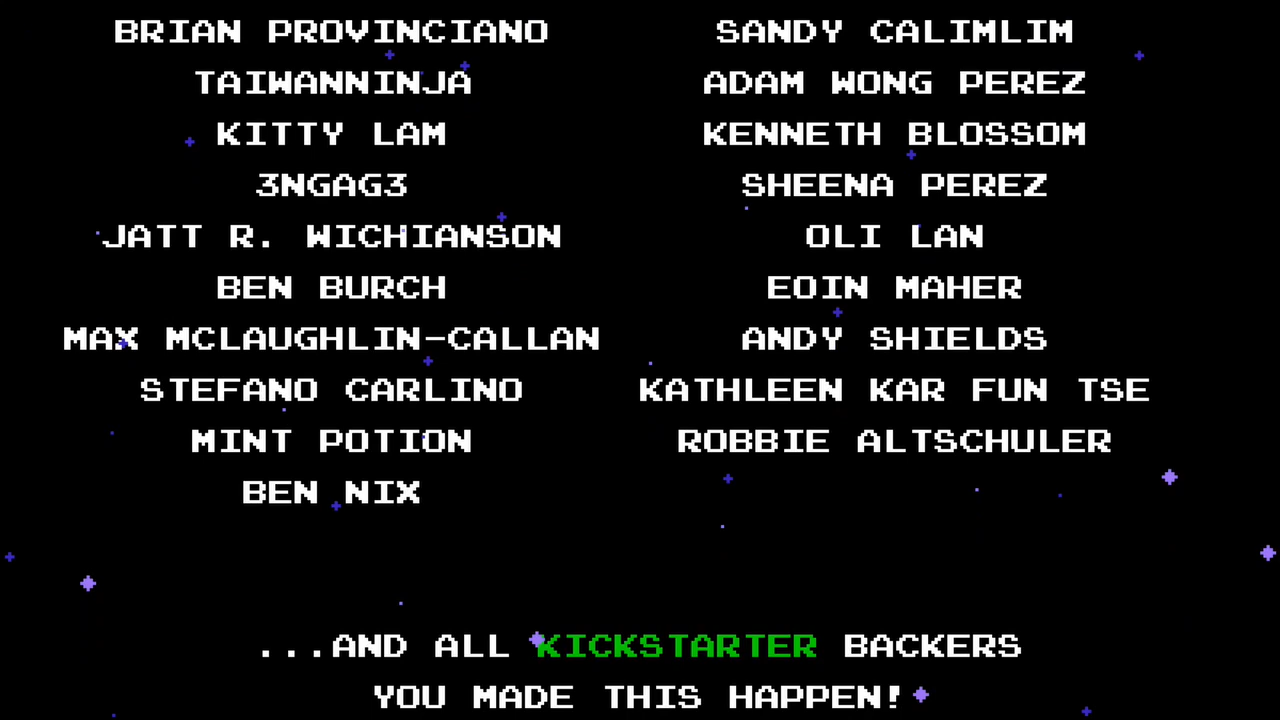 BRIAN PROVINCIANO SANDY CALIMLIM
TAIWANNINJA ADAM WONG PEREZ
KITTY LAM KENNETH BLOSSOM
3NGAG3 SHEENA PEREZ
JATT R. WICHIANSON OLI LAN
BEN BURCH EOIN MAHER
MAX MCLAUGHLIN-CALLAN ANDY SHIELDS
STEFANO CARLINO KATHLEEN KAR FUN TSE
MINT POTION ROBBIE ALTSCHULER
BEN NIX
...AND ALL KICKSTARTER BACKERS
YOU MADE THIS HAPPEN!